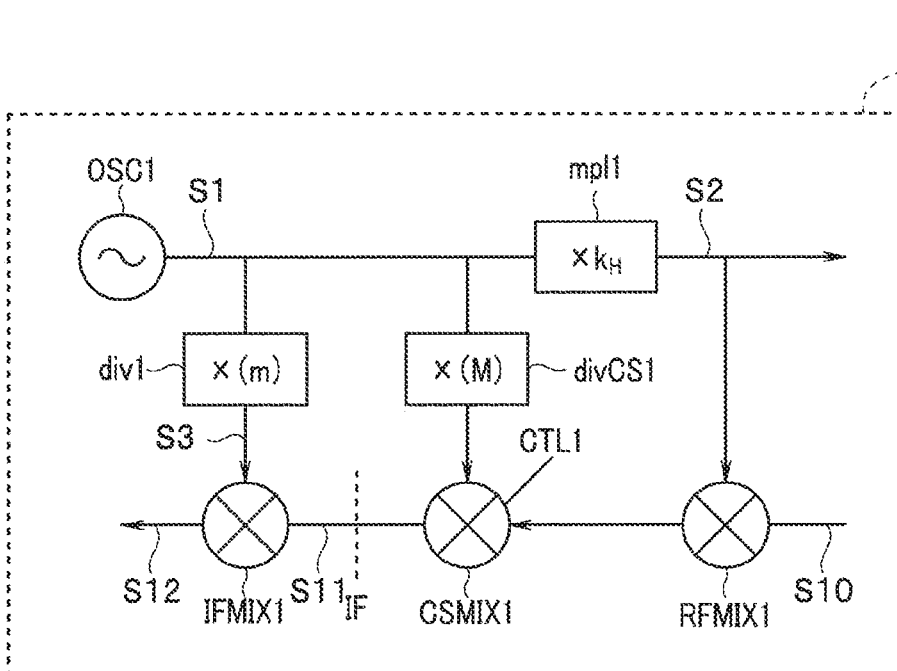 OSC1
S1
mpl1
S2
×kH
div1
×(m)
×(M)
divCS1
S3
CTL1
S12
IFMIX1
S11
IF
CSMIX1
RFMIX1
S10